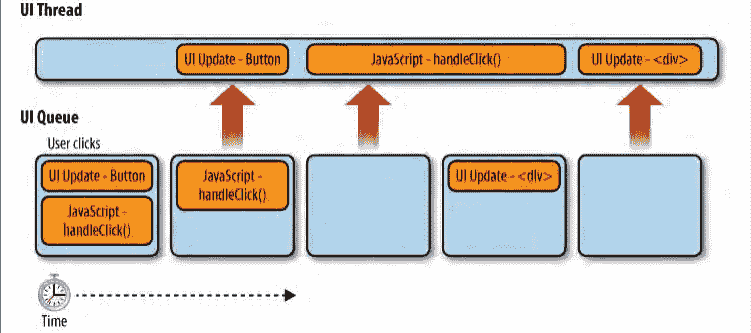 UI Thread
UI Update - Button
JavaScript - handleClick()
UI Update - <div>
UI Queue
User clicks
UI Update - Button
JavaScript -
handleClick()
JavaScript -
handleClick()
UI Update - <div>
Time